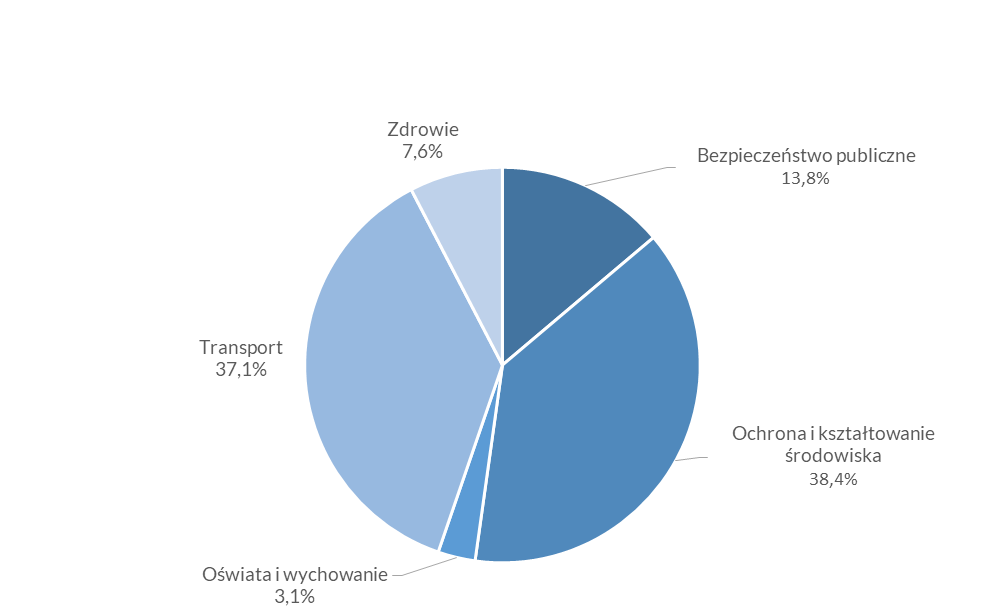 Zdrowie
7,6%
Bezpieczeństwo publiczne
13,8%
Transport
37,1%
Ochrona i kształtowanie
środowiska
38,4%
Oświata i wychowanie
3,1%